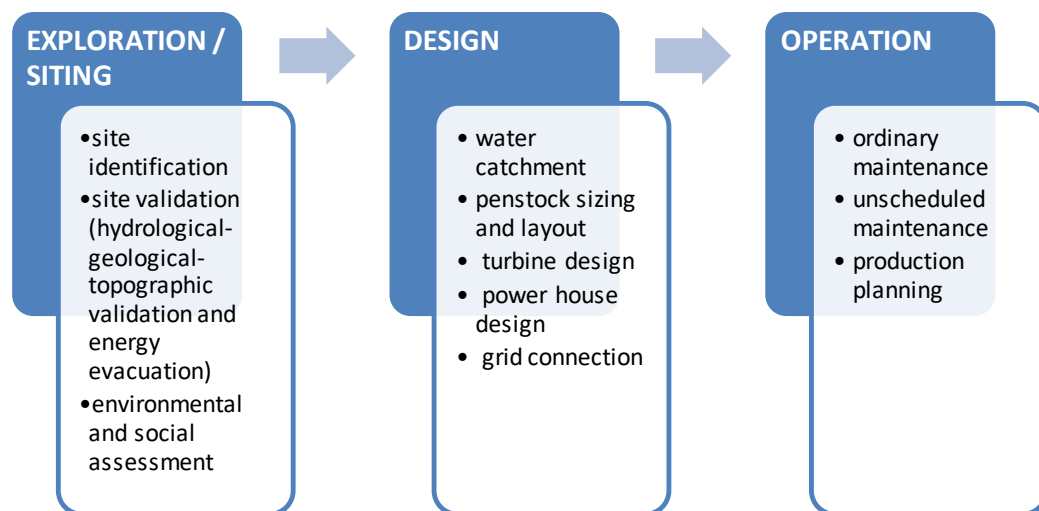 EXPLORATION /
SITING
•site
identification
•site validation
(hydrological-
geological-
topographic
validation and
energy
evacuation)
•environmental
and social
assessment
DESIGN
• water
catchment
• penstock sizing
and layout
• turbine design
• power house
design
• grid connection
OPERATION
• ordinary
maintenance
• unscheduled
maintenance
• production
planning